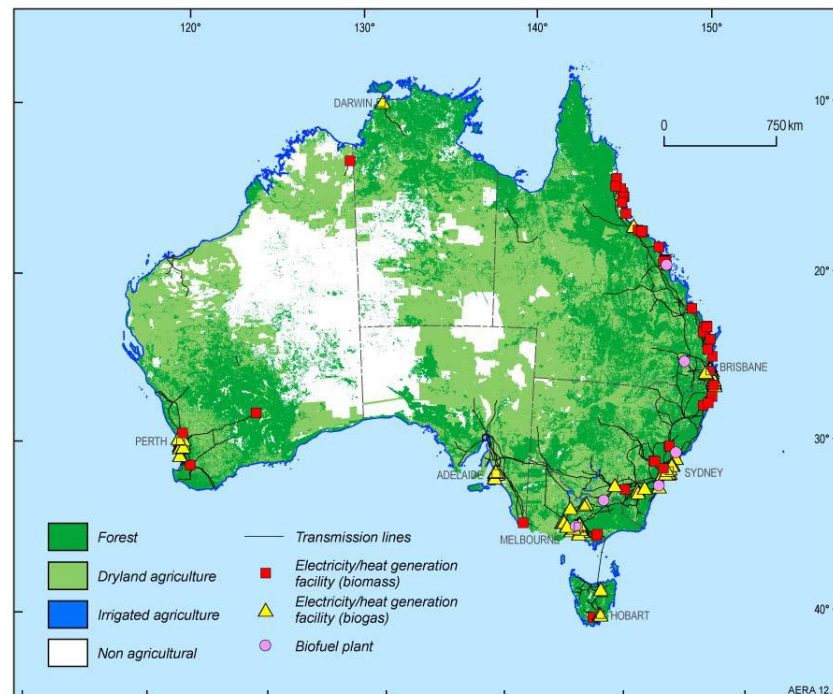 120°
130°
140°
150°
DARWIN
10°
0
750 km
20°
BRISBANE
PERTH
30°
ADELAIDE
SYDNEY
MELBOURNE
Forest
Dryland agriculture
Irrigated agriculture
Non agricultural
Transmission lines
Electricity/heat generation
facility (biomass)
Electricity/heat generation
facility (biogas)
Biofuel plant
HOBART
40°
AERA 12.